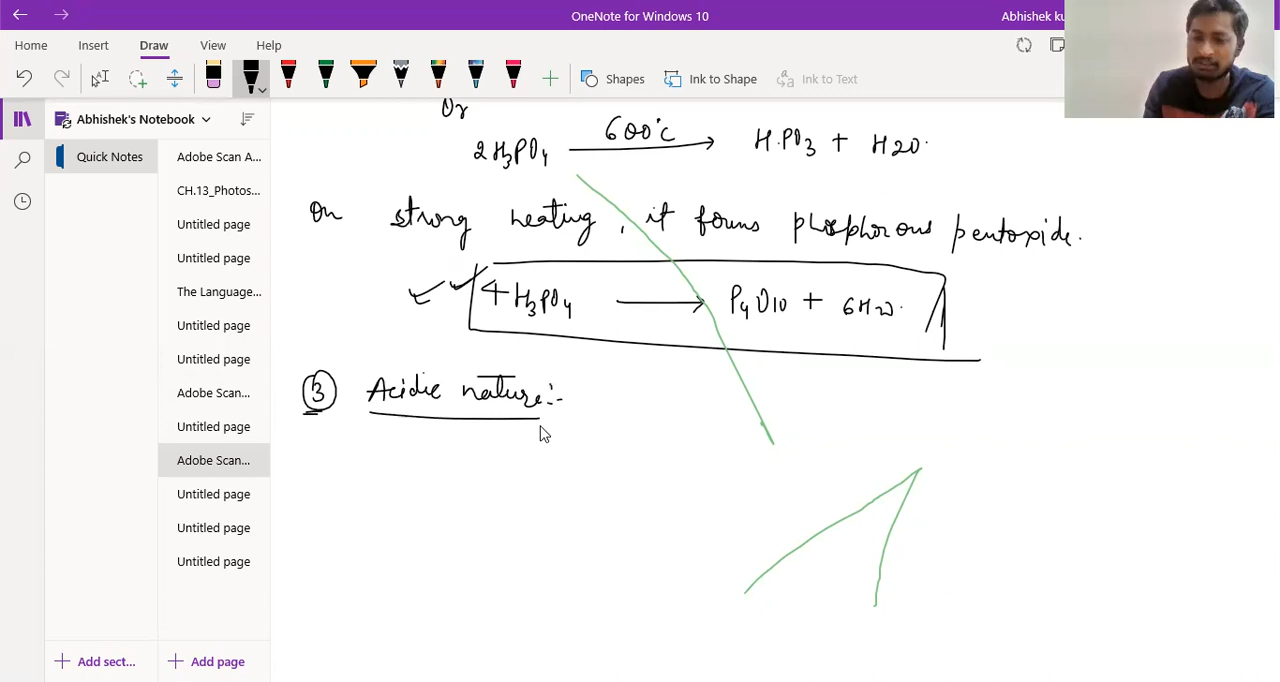 OneNote for Windows 10
Abhishek ku
Home Insert Draw View Help
Shapes Ink to Shape Ink to Text
Abhishek's Notebook
Quick Notes
Adobe Scan A...
CH.13_Photos...
Untitled page
Untitled page
The Language...
Untitled page
Untitled page
Adobe Scan...
Untitled page
Adobe Scan...
Untitled page
Untitled page
Untitled page
Add sect... Add page
Or
2H3PO4 600°C → H.PO3 + H2O.
On strong heating, it forms phosphorous pentoxide.
4H3PO4 → P4O10 + 6H2O.
3 Acidic nature:-